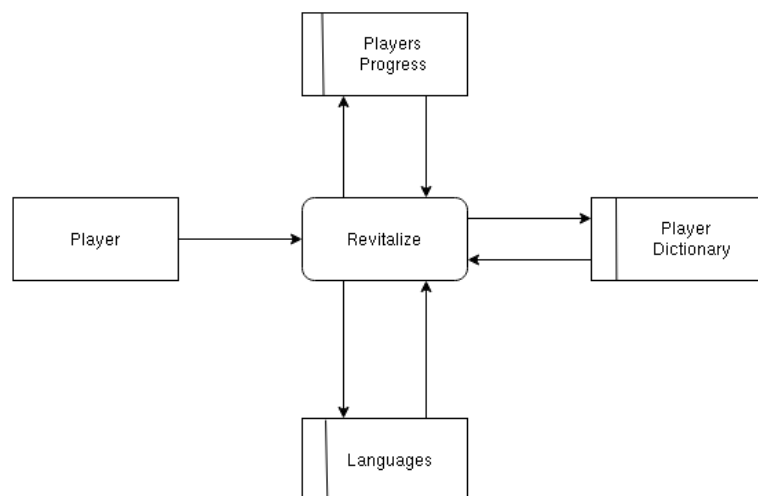 Players
Progress
Player
Revitalize
Player
Dictionary
Languages